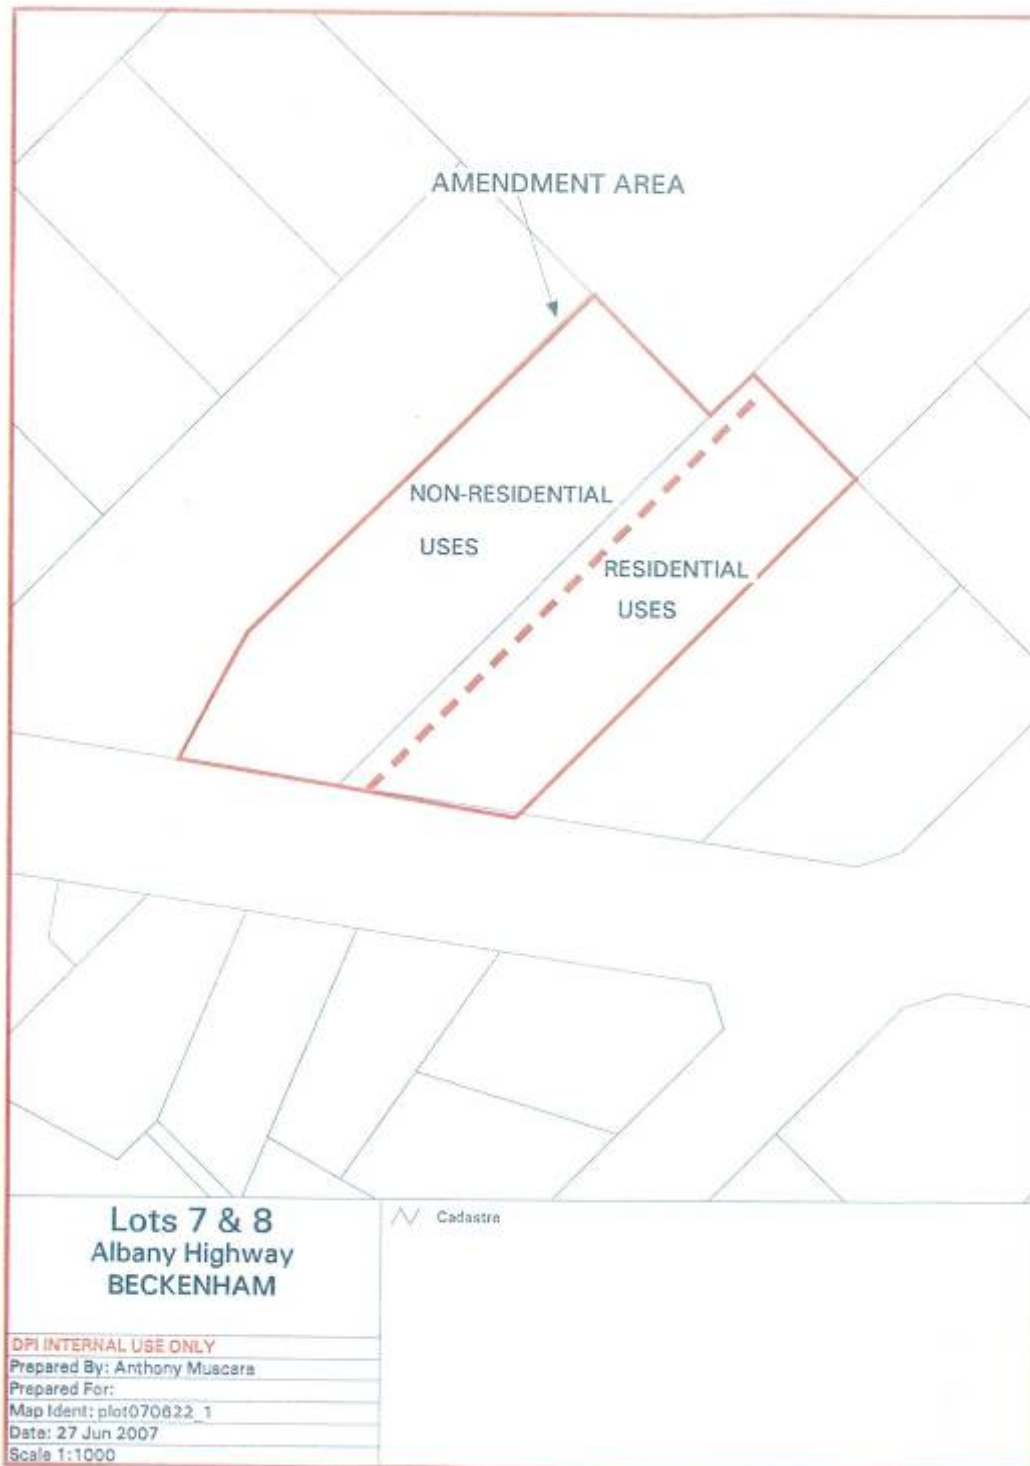 AMENDMENT AREA
NON-RESIDENTIAL
USES
RESIDENTIAL
USES
Lots 7 & 8
Albany Highway
BECKENHAM
Cadastre
DPI INTERNAL USE ONLY
Prepared By: Anthony Muscara
Prepared For:
Map Ident: plot070622_1
Date: 27 Jun 2007
Scale 1:1000